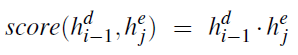 score(h^d_{i−1}, h^e_j) = h^d_{i−1} · h^e_j